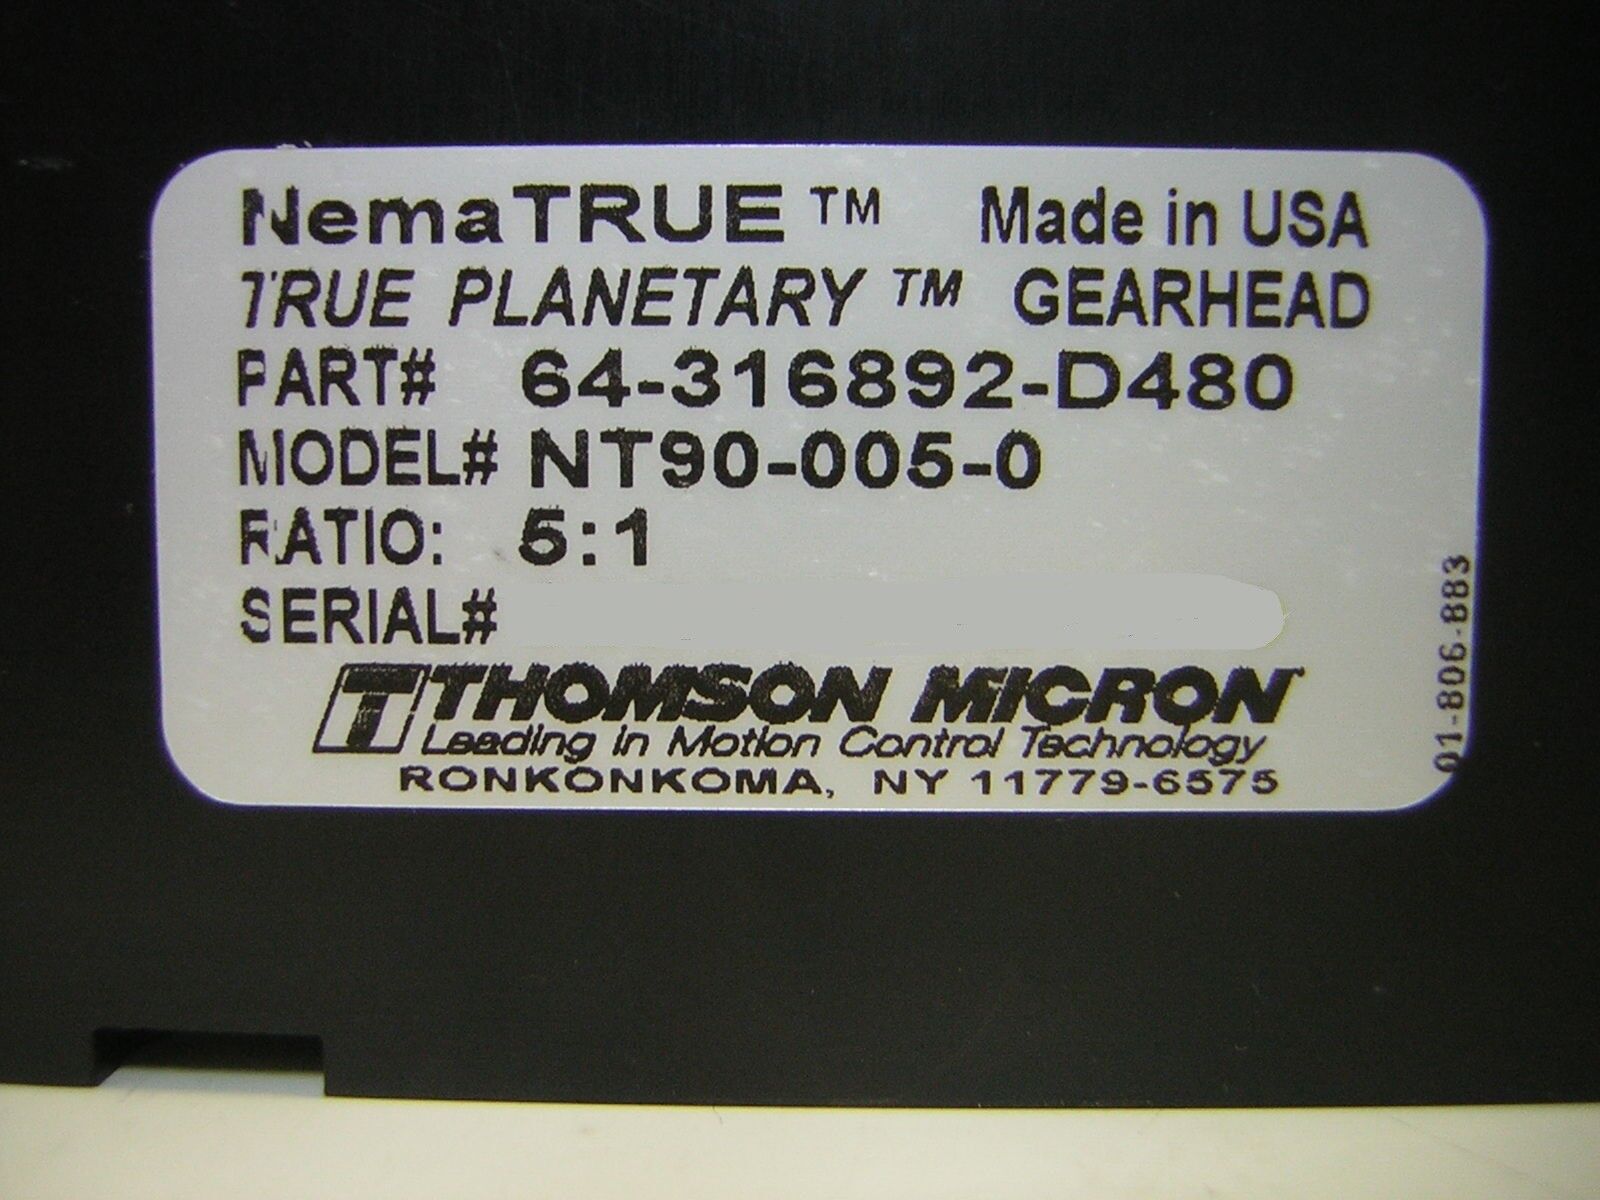 NemaTRUE ™ Made in USA
TRUE PLANETARY ™ GEARHEAD
PART# 64-316892-D480
MODEL# NT90-005-0
RATIO: 5:1
SERIAL#
T THOMSON MICRON
Leading in Motion Control Technology
RONKONKOMA, NY 11779-6575
01-806-883